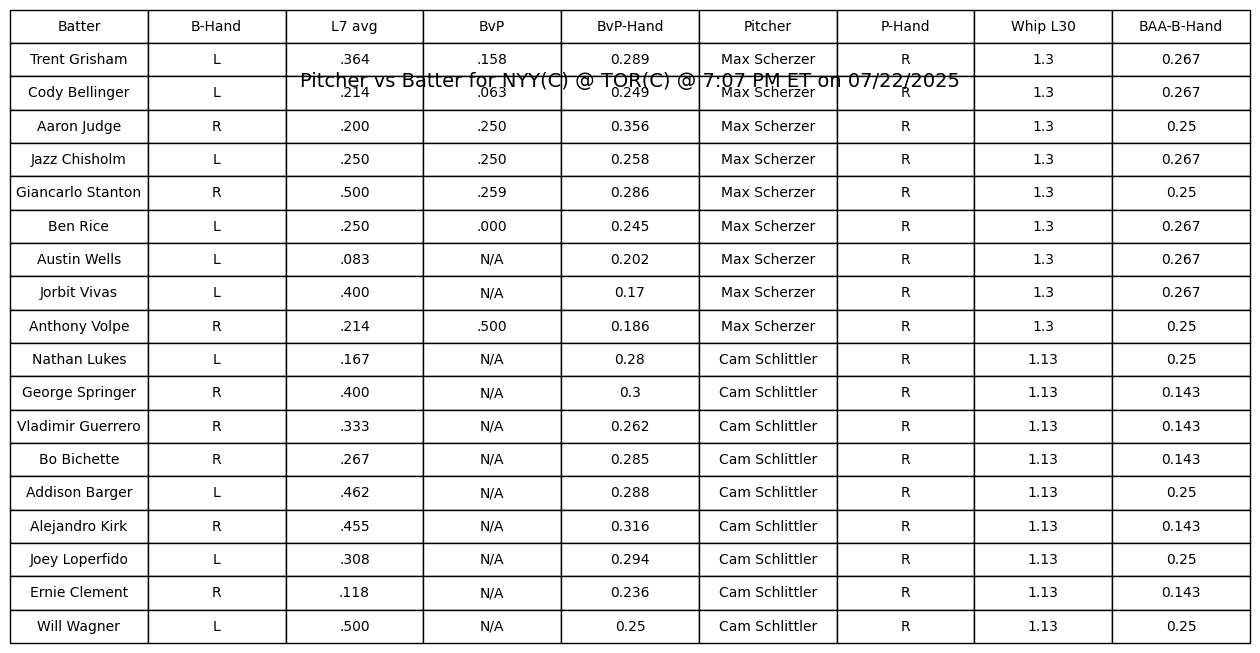 Batter B-Hand L7 avg BvP BvP-Hand Pitcher P-Hand Whip L30 BAA-B-Hand
Trent Grisham L .364 .158 0.289 Max Scherzer R 1.3 0.267
Pitcher vs Batter for NYY(C) @ TOR(C) @ 7:07 PM ET on 07/22/2025
Cody Bellinger L .214 .063 0.249 Max Scherzer R 1.3 0.267
Aaron Judge R .200 .250 0.356 Max Scherzer R 1.3 0.25
Jazz Chisholm L .250 .250 0.258 Max Scherzer R 1.3 0.267
Giancarlo Stanton R .500 .259 0.286 Max Scherzer R 1.3 0.25
Ben Rice L .250 .000 0.245 Max Scherzer R 1.3 0.267
Austin Wells L .083 N/A 0.202 Max Scherzer R 1.3 0.267
Jorbit Vivas L .400 N/A 0.17 Max Scherzer R 1.3 0.267
Anthony Volpe R .214 .500 0.186 Max Scherzer R 1.3 0.25
Nathan Lukes L .167 N/A 0.28 Cam Schlittler R 1.13 0.25
George Springer R .400 N/A 0.3 Cam Schlittler R 1.13 0.143
Vladimir Guerrero R .333 N/A 0.262 Cam Schlittler R 1.13 0.143
Bo Bichette R .267 N/A 0.285 Cam Schlittler R 1.13 0.143
Addison Barger L .462 N/A 0.288 Cam Schlittler R 1.13 0.25
Alejandro Kirk R .455 N/A 0.316 Cam Schlittler R 1.13 0.143
Joey Loperfido L .308 N/A 0.294 Cam Schlittler R 1.13 0.25
Ernie Clement R .118 N/A 0.236 Cam Schlittler R 1.13 0.143
Will Wagner L .500 N/A 0.25 Cam Schlittler R 1.13 0.25